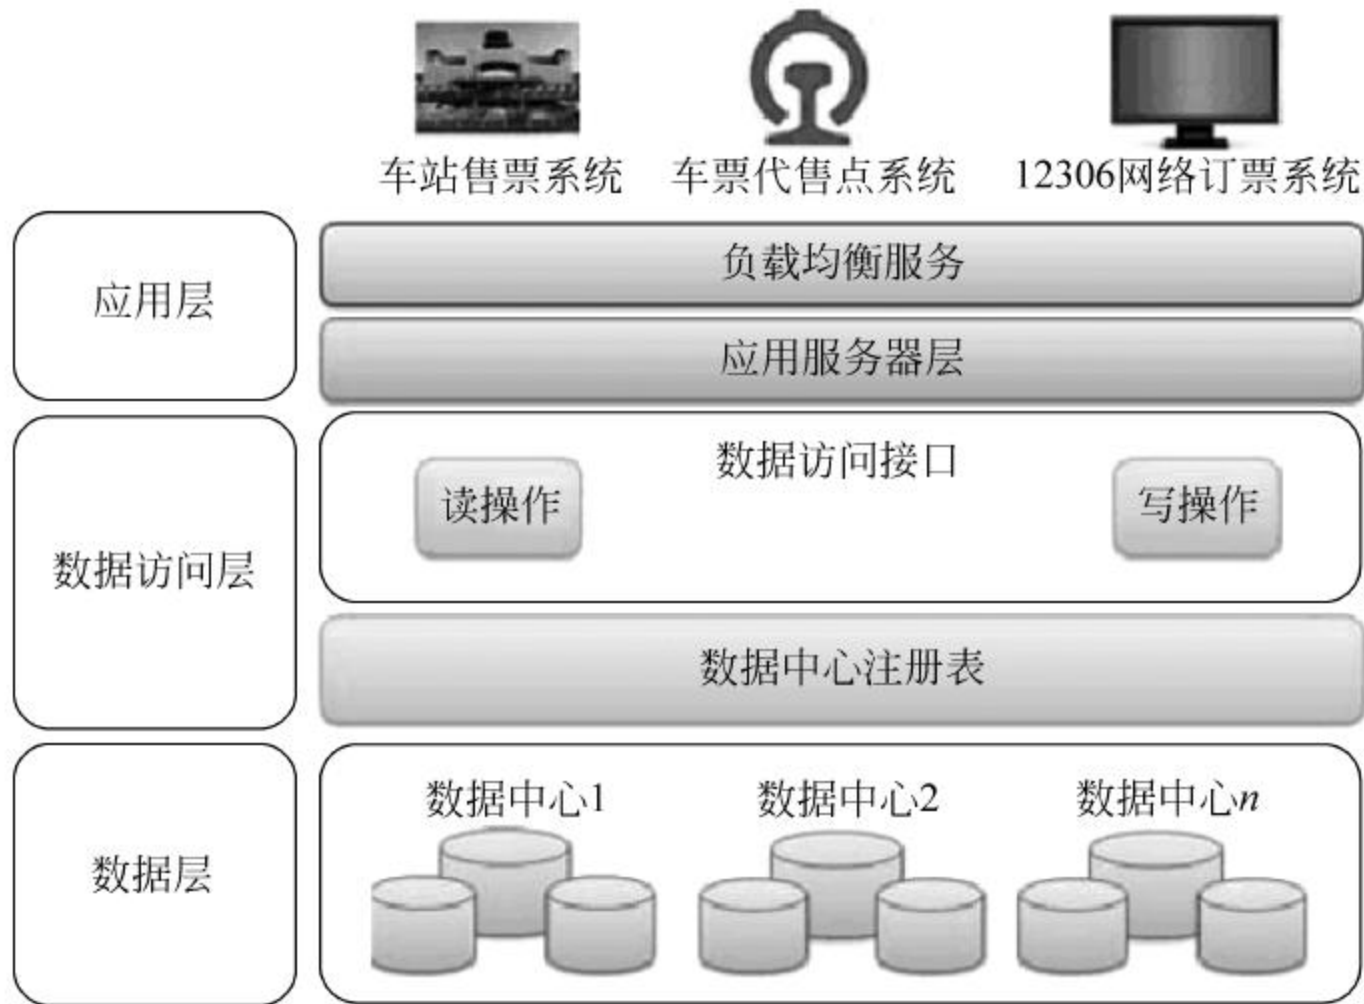 车站售票系统
车票代售点系统
12306网络订票系统
应用层
负载均衡服务
应用服务器层
数据访问层
数据访问接口
读操作
写操作
数据中心注册表
数据层
数据中心1
数据中心2
数据中心n